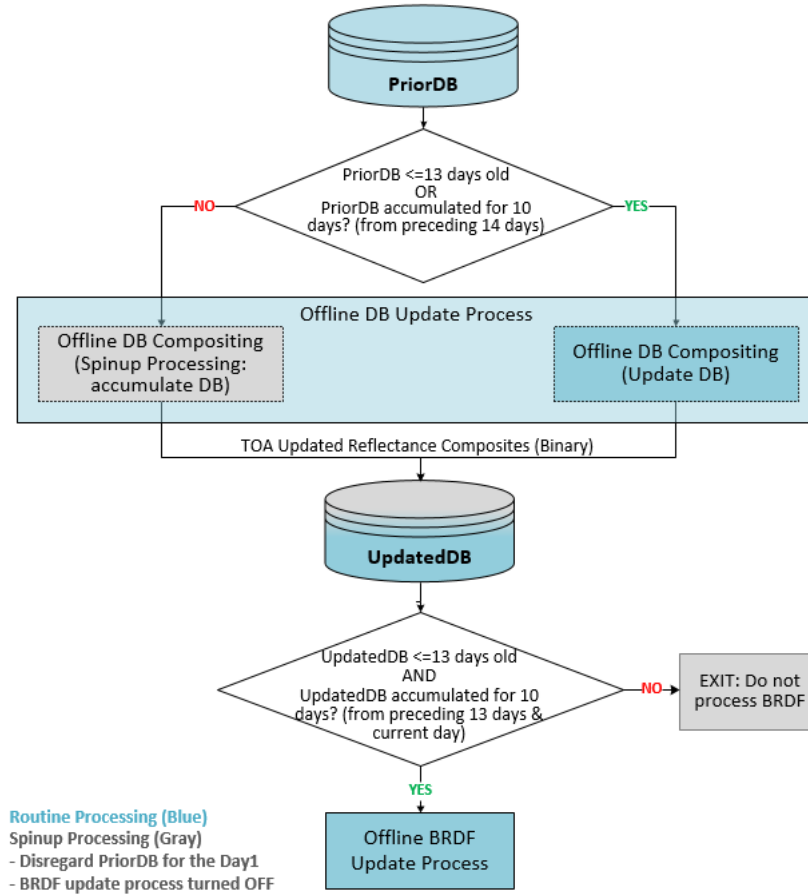 PriorDB
PriorDB <=13 days old
OR
PriorDB accumulated for 10
days? (from preceding 14 days)
NO
YES
Offline DB Update Process
Offline DB Compositing
(Spinup Processing:
accumulate DB)
Offline DB Compositing
(Update DB)
TOA Updated Reflectance Composites (Binary)
UpdatedDB
UpdatedDB <=13 days old
AND
UpdatedDB accumulated for 10
days? (from preceding 13 days &
current day)
NO
EXIT: Do not
process BRDF
YES
Offline BRDF
Update Process
Routine Processing (Blue)
Spinup Processing (Gray)
- Disregard PriorDB for the Day1
- BRDF update process turned OFF